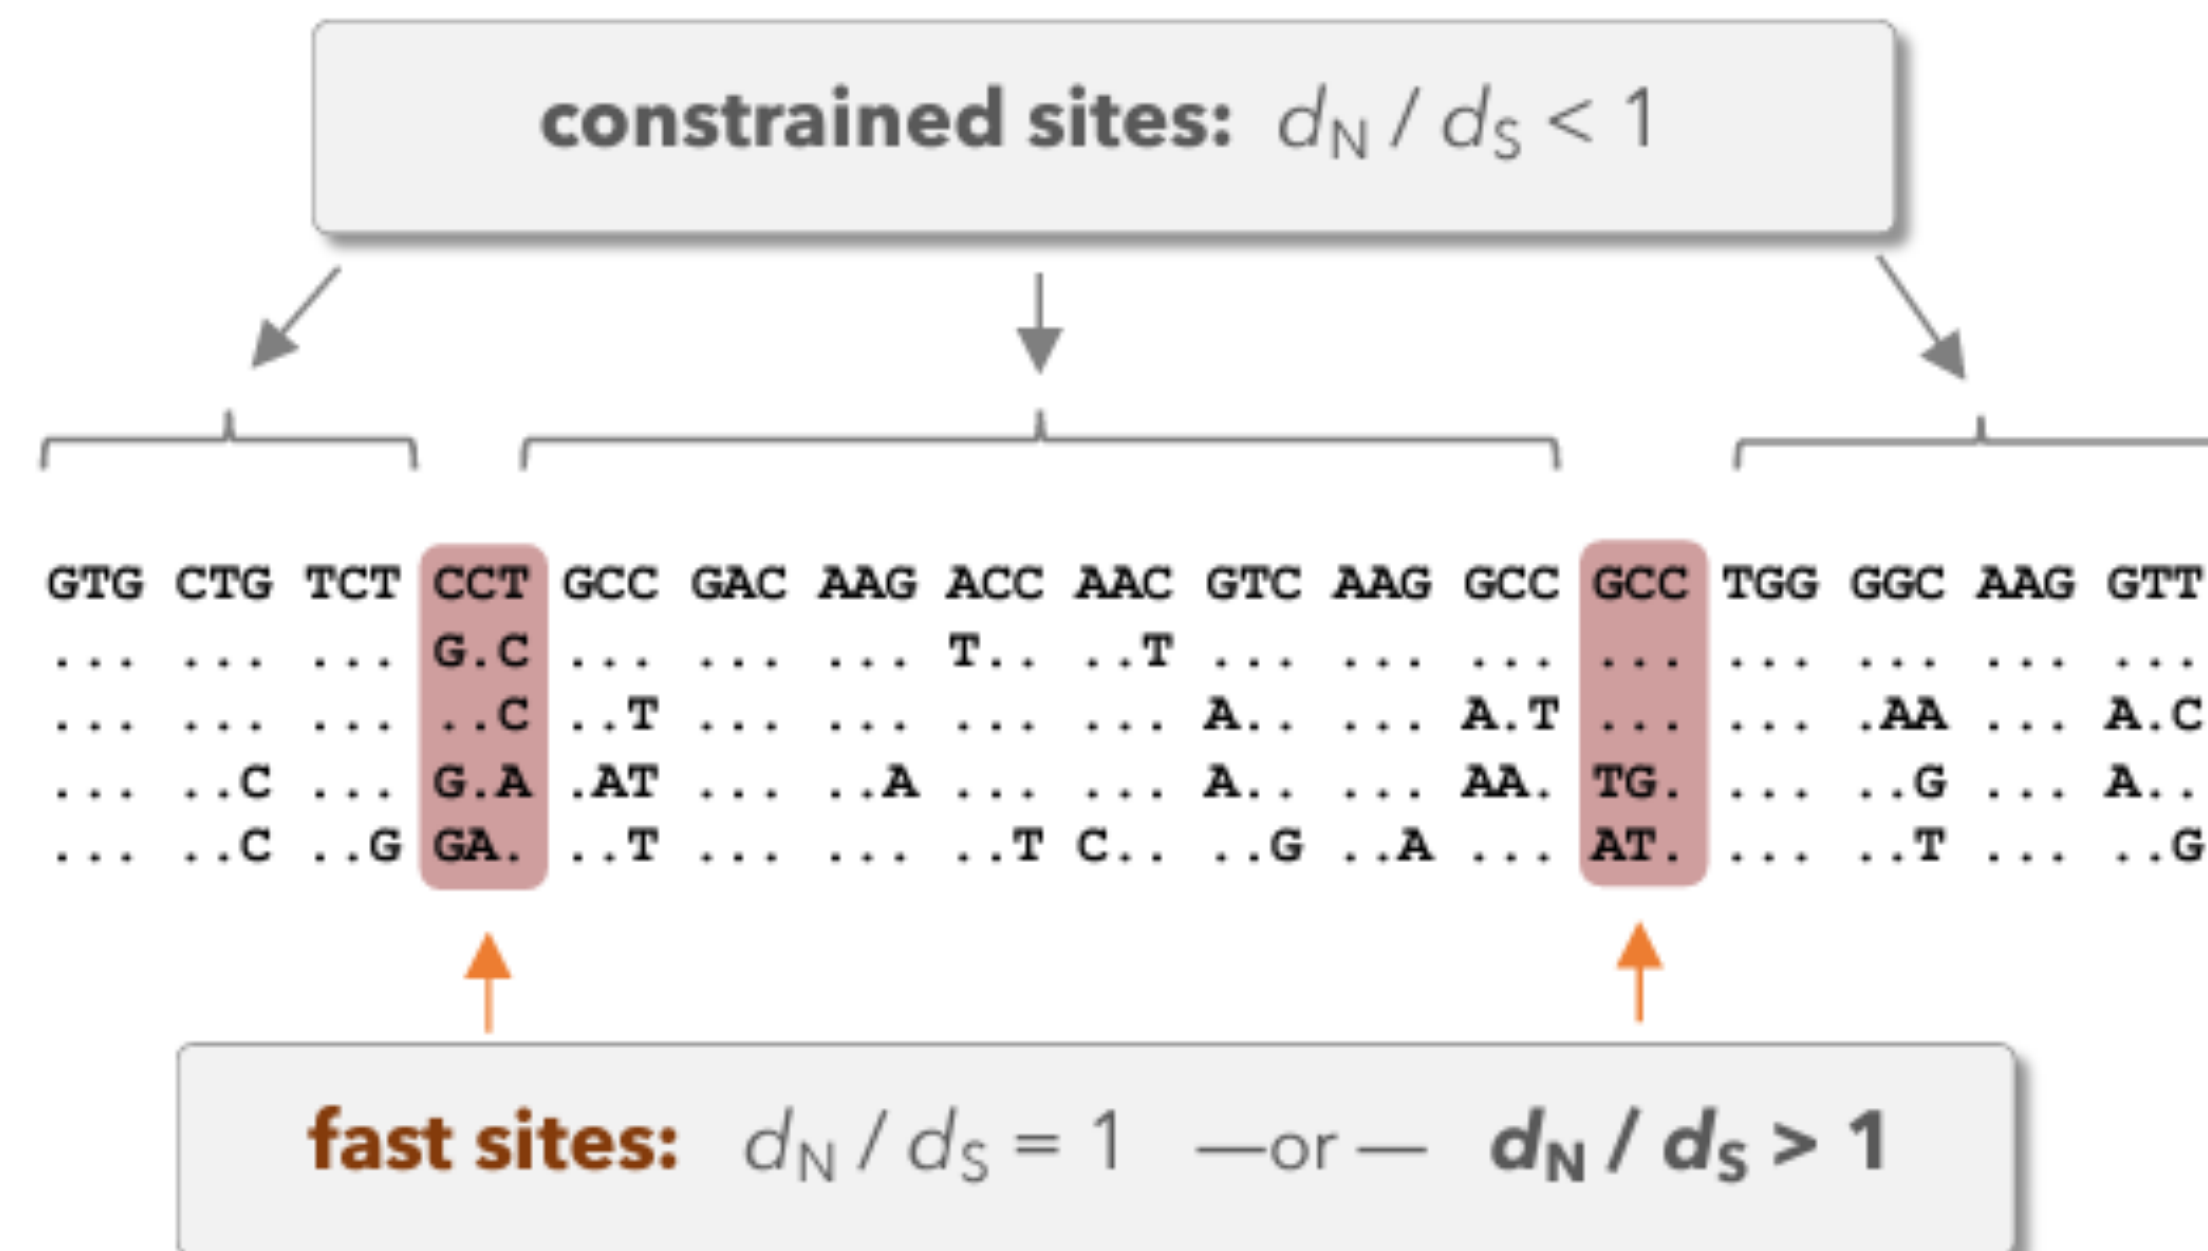 constrained sites: dN / dS < 1
GTG CTG TCT CCT GCC GAC AAG ACC AAC GTC AAG GCC GCC TGG GGC AAG GTT
... ... ... G.C ... ... ... T.. ..T ... ... ... ... ... ... ... ...
... ... ... ..C ..T ... ... ... ... A.. ... A.T ... ... .AA ... A.C
... ..C ... G.A .AT ... ..A ... ... A.. ... AA. TG. ... ..G ... A..
... ..C ..G GA. ..T ... ... ..T C.. ..G ..A ... AT. ... ..T ... ..G
fast sites: dN / dS = 1 —or— dN / dS > 1